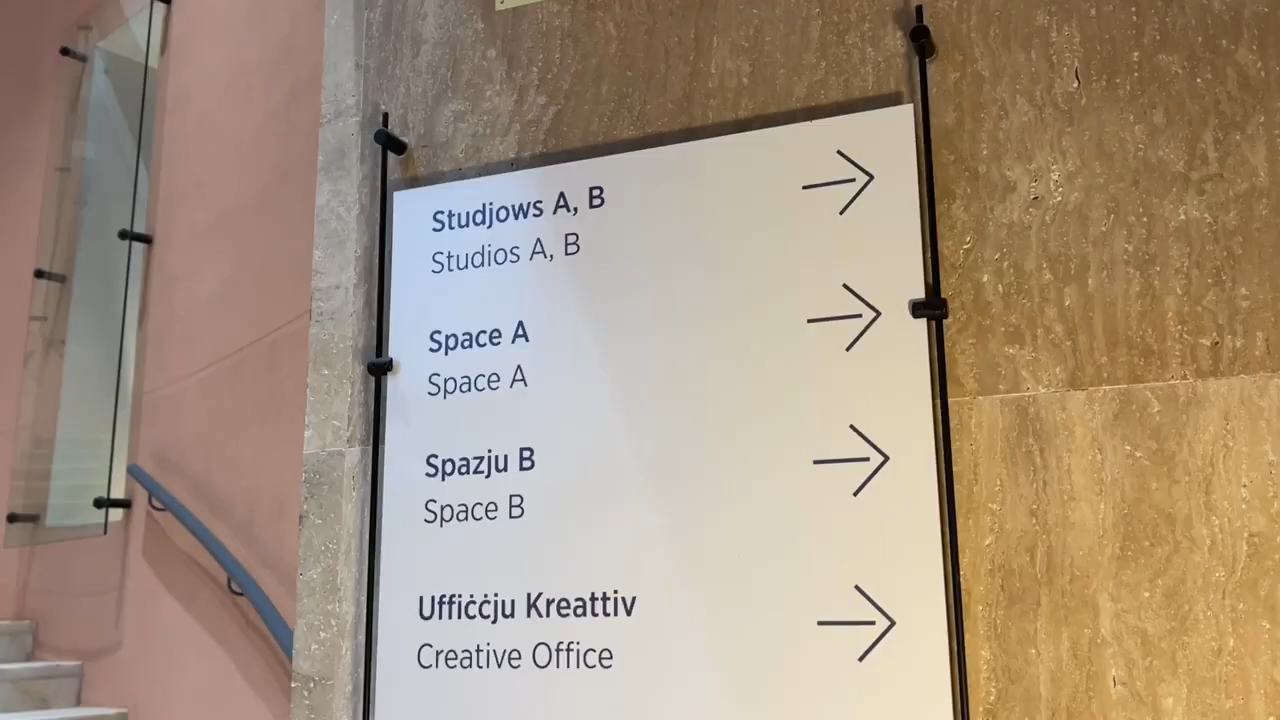 Studjows A, B
Studios A, B
Space A
Space A
Spazju B
Space B
Uffiċċju Kreattiv
Creative Office